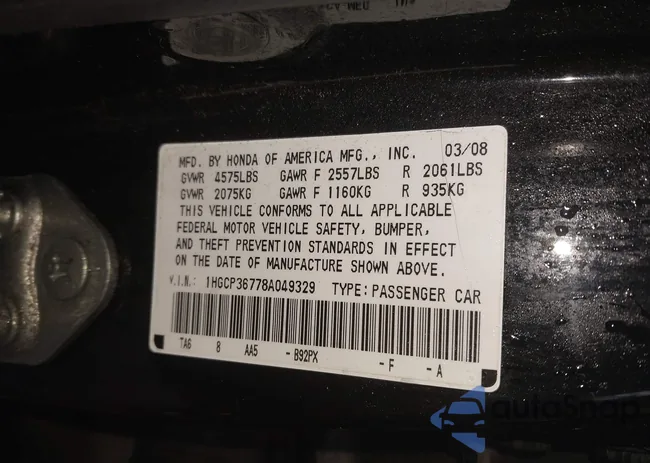 MFD. BY HONDA OF AMERICA MFG., INC. 03/08
GVWR 4575LBS GAWR F 2557LBS R 2061LBS
GVWR 2075KG GAWR F 1160KG R 935KG
THIS VEHICLE CONFORMS TO ALL APPLICABLE
FEDERAL MOTOR VEHICLE SAFETY, BUMPER,
AND THEFT PREVENTION STANDARDS IN EFFECT
ON THE DATE OF MANUFACTURE SHOWN ABOVE.
V.I.N.: 1HGCP36778A049329 TYPE: PASSENGER CAR
TA6 8 AA5 - B92PX - F - A
autoSnap